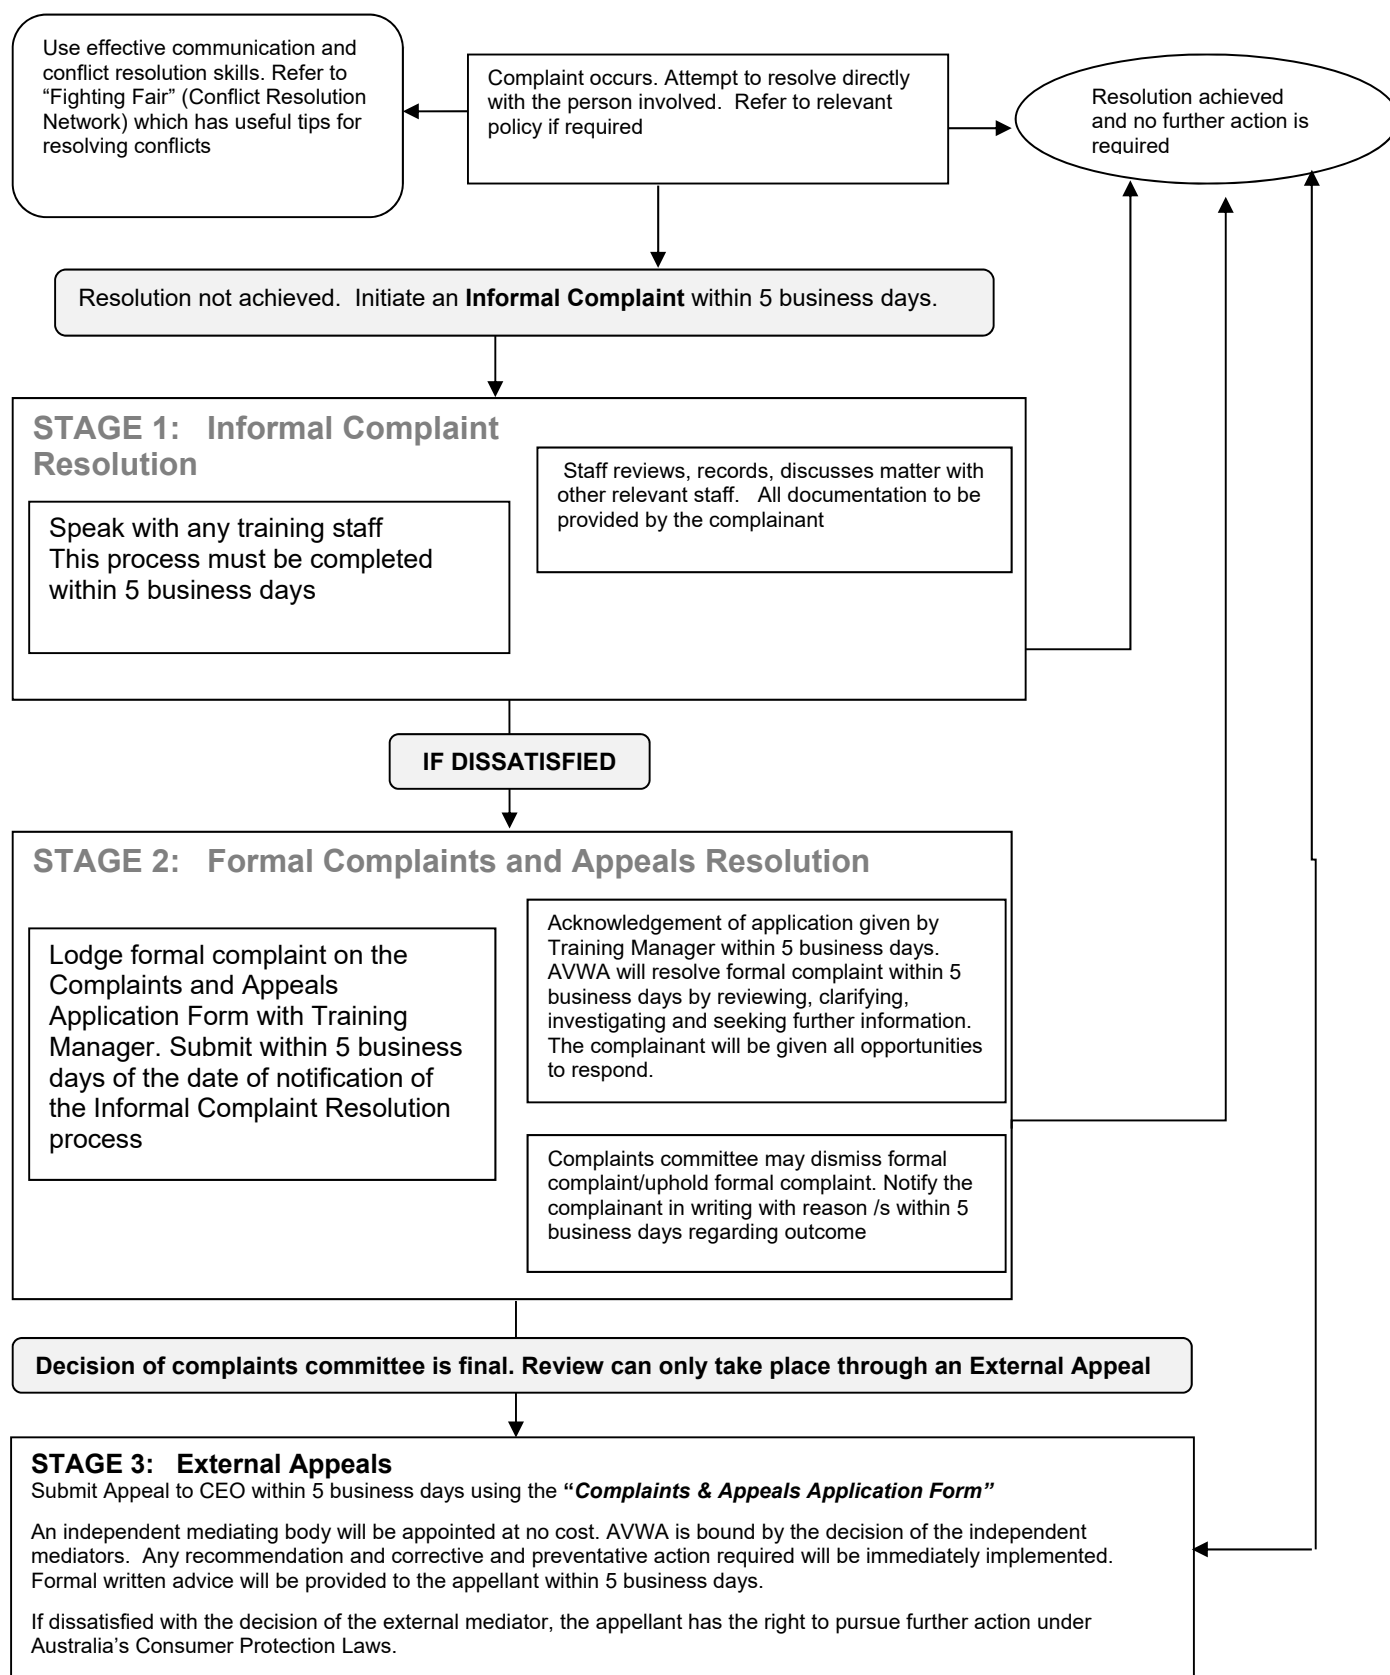 Use effective communication and
conflict resolution skills. Refer to
“Fighting Fair” (Conflict Resolution
Network) which has useful tips for
resolving conflicts
Complaint occurs. Attempt to resolve directly
with the person involved.  Refer to relevant
policy if required
Resolution achieved
and no further action is
required
Resolution not achieved.  Initiate an Informal Complaint within 5 business days.
STAGE 1:   Informal Complaint
Resolution
Speak with any training staff
This process must be completed
within 5 business days
Staff reviews, records, discusses matter with
other relevant staff.   All documentation to be
provided by the complainant
IF DISSATISFIED
STAGE 2:   Formal Complaints and Appeals Resolution
Lodge formal complaint on the
Complaints and Appeals
Application Form with Training
Manager. Submit within 5 business
days of the date of notification of
the Informal Complaint Resolution
process
Acknowledgement of application given by
Training Manager within 5 business days.
AVWA will resolve formal complaint within 5
business days by reviewing, clarifying,
investigating and seeking further information.
The complainant will be given all opportunities
to respond.
Complaints committee may dismiss formal
complaint/uphold formal complaint. Notify the
complainant in writing with reason /s within 5
business days regarding outcome
Decision of complaints committee is final. Review can only take place through an External Appeal
STAGE 3:   External Appeals
Submit Appeal to CEO within 5 business days using the “Complaints & Appeals Application Form”
An independent mediating body will be appointed at no cost. AVWA is bound by the decision of the independent
mediators.  Any recommendation and corrective and preventative action required will be immediately implemented.
Formal written advice will be provided to the appellant within 5 business days.
If dissatisfied with the decision of the external mediator, the appellant has the right to pursue further action under
Australia’s Consumer Protection Laws.